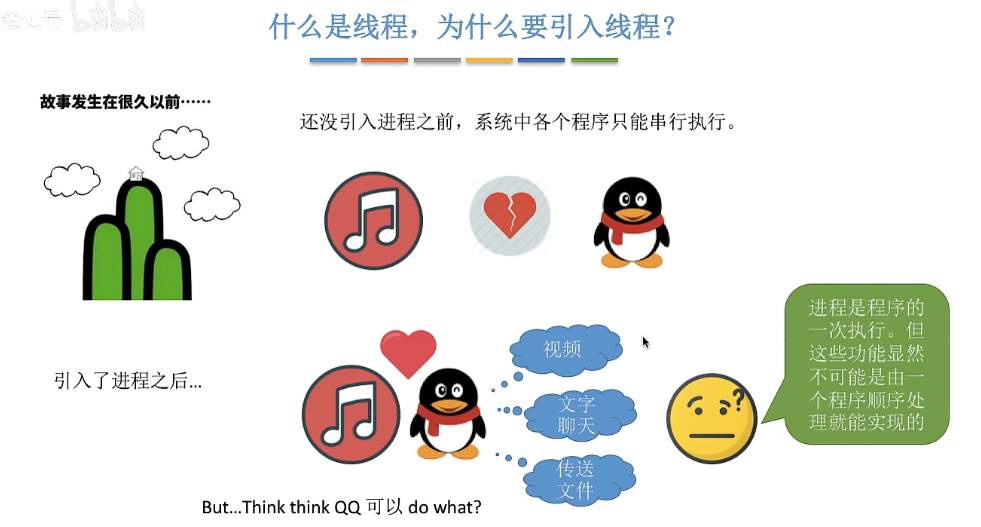 bilibili
什么是线程，为什么要引入线程？
故事发生在很久以前……
还没引入进程之前，系统中各个程序只能串行执行。
引入了进程之后...
视频
文字
聊天
传送
文件
进程是程序的
一次执行。但
这些功能显然
不可能是由一
个程序顺序处
理就能实现的
But...Think think QQ 可以 do what?